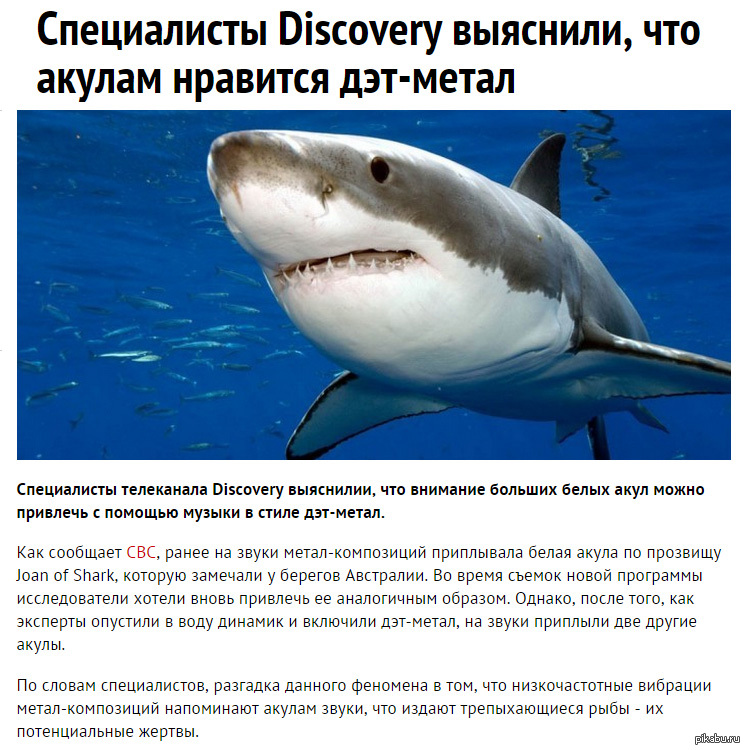 Специалисты Discovery выяснили, что
акулам нравится дэт-метал
Специалисты телеканала Discovery выяснилии, что внимание больших белых акул можно
привлечь с помощью музыки в стиле дэт-метал.
Как сообщает CBC, ранее на звуки метал-композиций приплывала белая акула по прозвищу
Joan of Shark, которую замечали у берегов Австралии. Во время съемок новой программы
исследователи хотели вновь привлечь ее аналогичным образом. Однако, после того, как
эксперты опустили в воду динамик и включили дэт-метал, на звуки приплыли две другие
акулы.
По словам специалистов, разгадка данного феномена в том, что низкочастотные вибрации
метал-композиций напоминают акулам звуки, что издают трепыхающиеся рыбы - их
потенциальные жертвы.
pikabu.ru